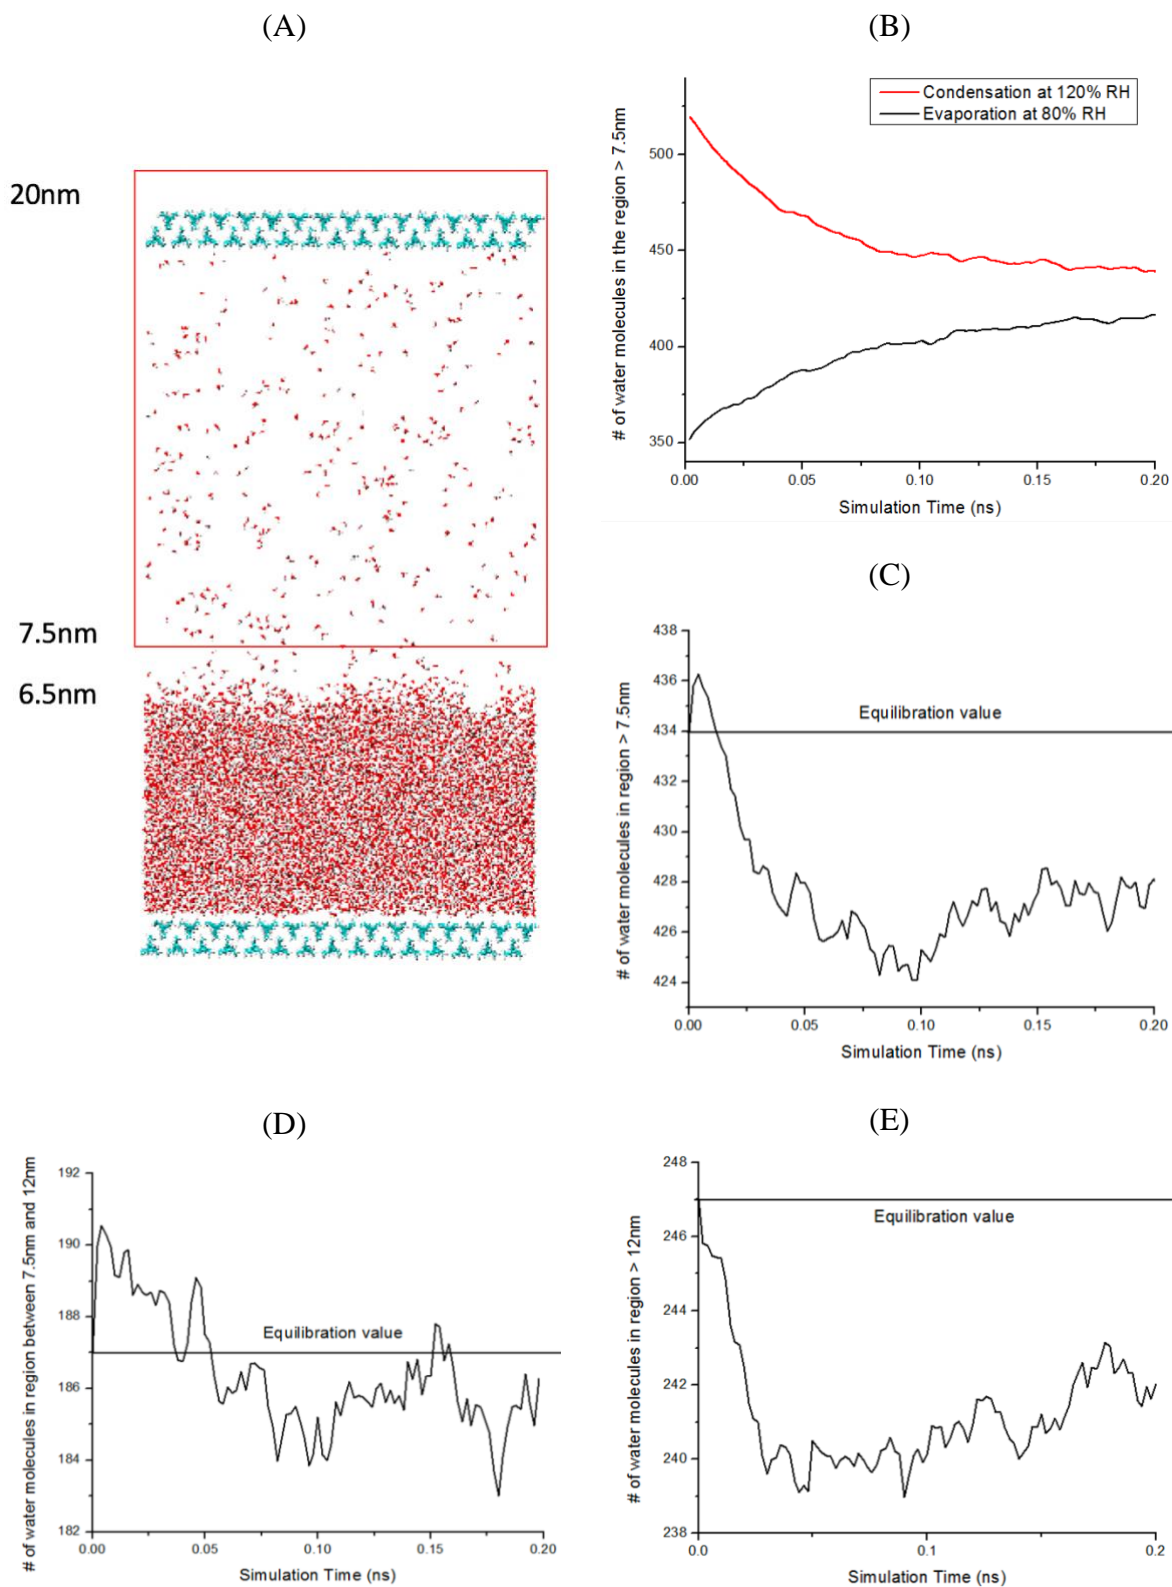 (A)
20nm
7.5nm
6.5nm
(B)
# of water molecules in the region > 7.5nm
500
450
400
350
Condensation at 120% RH
Evaporation at 80% RH
0.00 0.05 0.10 0.15 0.20
Simulation Time (ns)
(C)
# of water molecules in region > 7.5nm
438
436
434
432
430
428
426
424
Equilibration value
0.00 0.05 0.10 0.15 0.20
Simulation Time (ns)
(D)
# of water molecules in region between 7.5nm and 12nm
192
190
188
186
184
182
Equilibration value
0.00 0.05 0.10 0.15 0.20
Simulation Time (ns)
(E)
# of water molecules in region > 12nm
248
246
244
242
240
238
Equilibration value
0.0 0.1 0.2
Simulation Time (ns)